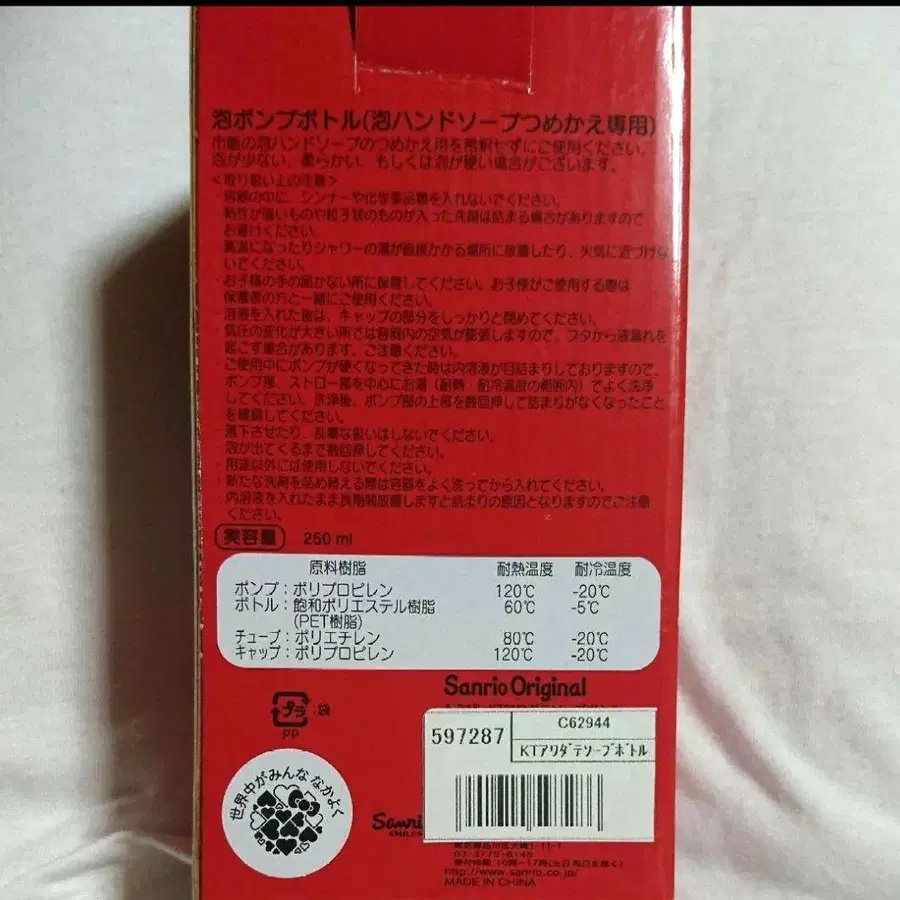 泡ポンプボトル(泡ハンドソープつめかえ専用)
市販の泡ハンドソープのつめかえ用を希釈せずにご使用ください。
泡が少ない、柔らかい、もしくは泡が硬い場合がございます。
<取り扱い上の注意>
・容器の中に、シンナーや化学薬品類を入れないでください。
・粘性が強いものや粒子状のものが入った洗剤は詰まる場合がありますので
お避けください。
・高温になったりシャワーの湯が直接かかる場所に放置したり、火気に近づけな
いでください。
・お子様の手の届かない所に保管してください。お子様がご使用する際は
保護者の方と一緒にご使用ください。
・溶液を入れた後は、キャップの部分をしっかりと閉めてください。
・気圧の変化が大きい所では容器内の空気が膨張しますので、フタから液漏れを
起こす場合があります。ご注意ください。
・ご使用中にポンプが硬くなってきた時は内溶液が目詰まりしておりますので、
ポンプ部、ストロー部を中心にお湯(耐熱・耐冷温度の範囲内)でよく洗浄
してください。洗浄後、ポンプ部の上部を数回押して詰まりがなくなったこと
を確認してください。
・落下させたり、乱暴な扱いはしないでください。
・泡が出てくるまで数回押してください。
・用途以外には使用しないでください。
・新たな洗剤を詰め替える際は容器をよく洗ってから入れてください。
・内溶液を入れたまま長期間放置しますと詰まりの原因となりますのでご注意
ください。
実容量 250 ml
原料樹脂 耐熱温度 耐冷温度
ポンプ:ポリプロピレン 120℃ -20℃
ボトル:飽和ポリエステル樹脂 60℃ -5℃
(PET樹脂)
チューブ:ポリエチレン 80℃ -20℃
キャップ:ポリプロピレン 120℃ -20℃
Sanrio Original
プラ :袋
PP
597287
C62944
KTアワダテソープボトル
世界中がみんななかよく
Sanri
SMILES
受付時間:10時~17時(土日祝日を除く)
http://www.sanrio.co.jp/
MADE IN CHINA